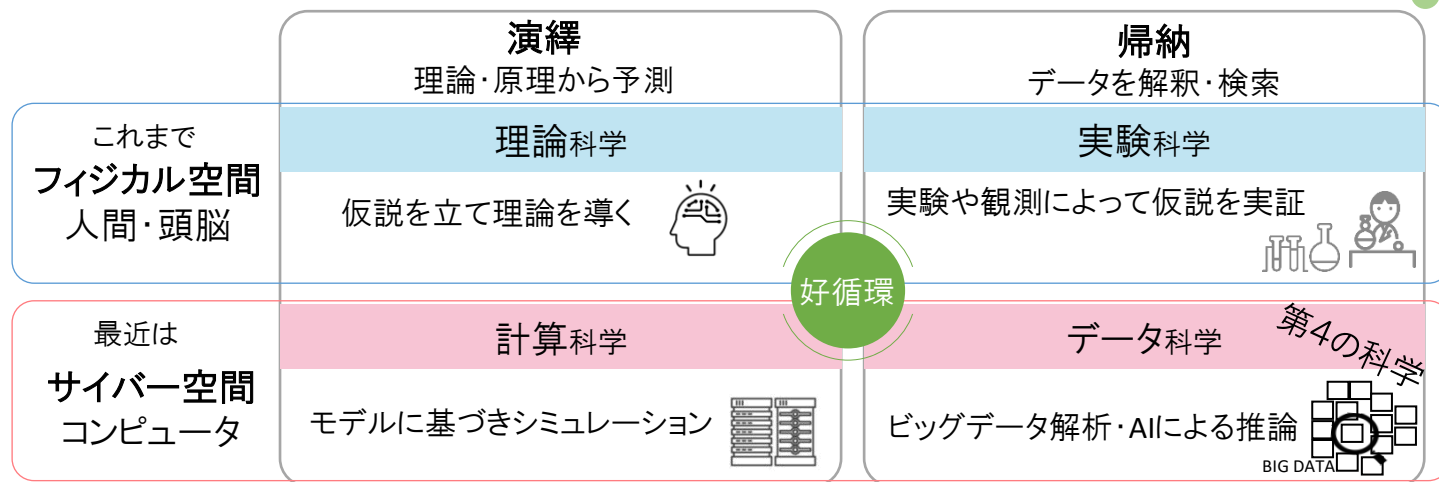 演繹
理論・原理から予測
帰納
データを解釈・検索
これまで
フィジカル空間
人間・頭脳
理論科学
仮説を立て理論を導く
実験科学
実験や観測によって仮説を実証
好循環
最近は
サイバー空間
コンピュータ
計算科学
モデルに基づきシミュレーション
データ科学
第4の科学
ビッグデータ解析・AIによる推論
BIG DATA